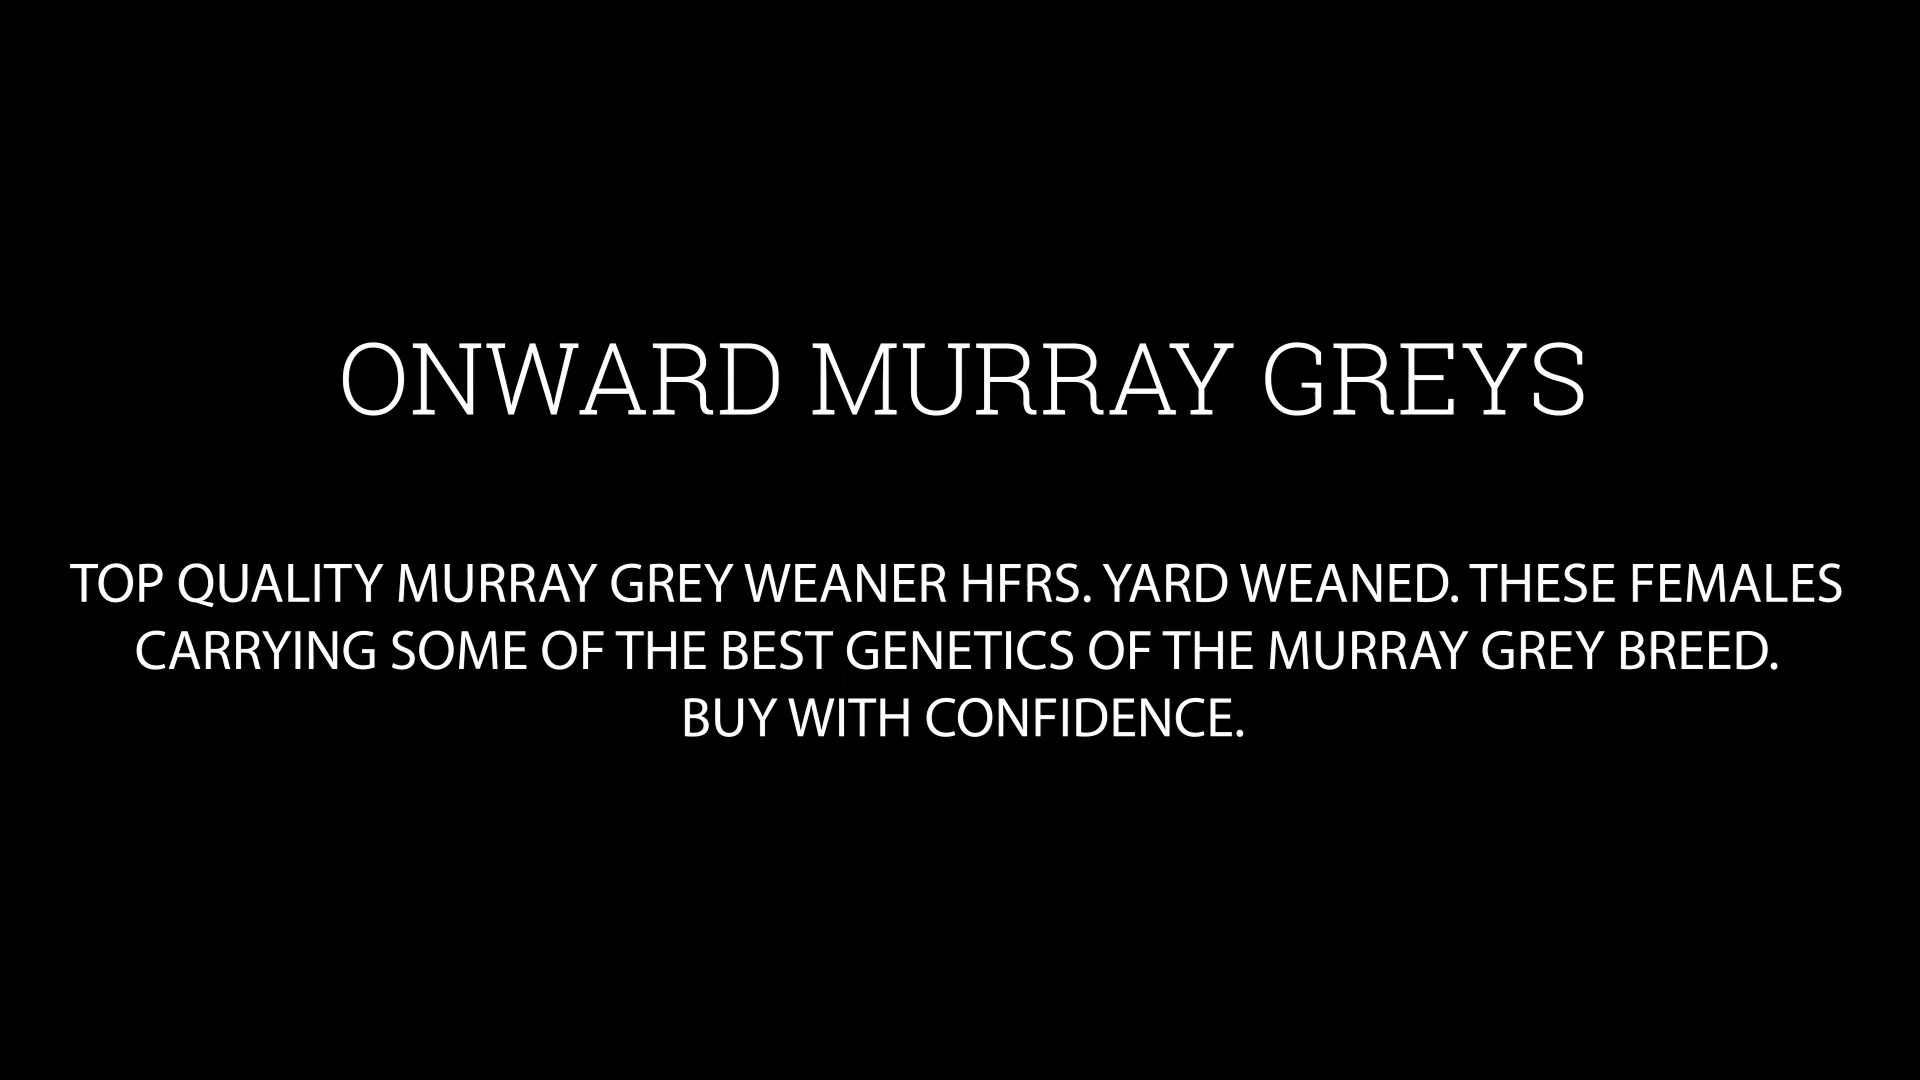 ONWARD MURRAY GREYS
TOP QUALITY MURRAY GREY WEANER HFRS. YARD WEANED. THESE FEMALES
CARRYING SOME OF THE BEST GENETICS OF THE MURRAY GREY BREED.
BUY WITH CONFIDENCE.